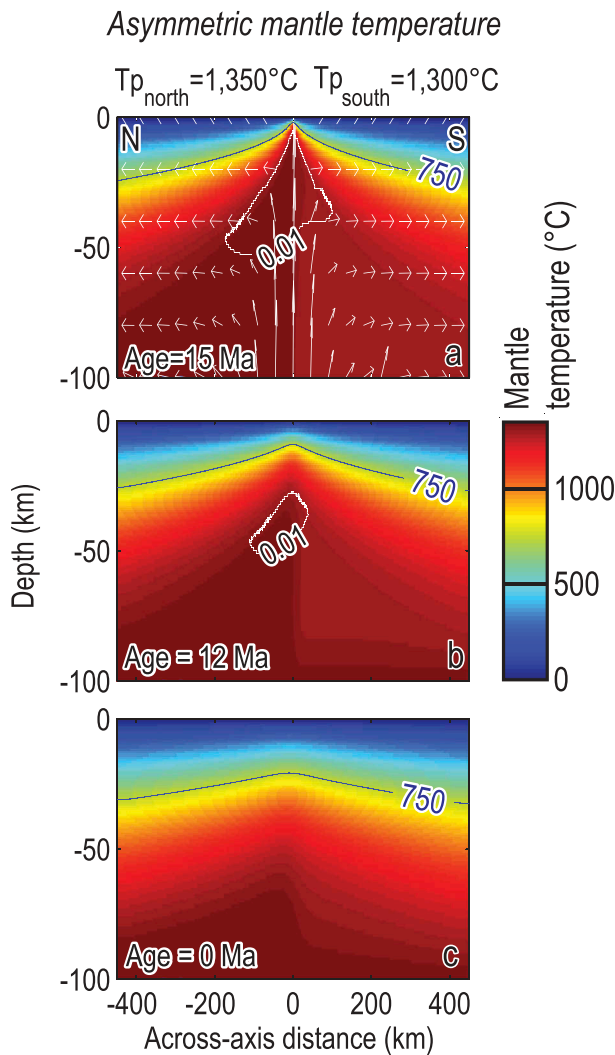 Asymmetric mantle temperature
Tpnorth=1,350°C Tpsouth=1,300°C
0
N
S
750
-50
0.01
Age=15 Ma
a
-100
Mantle
temperature (°C)
0
750
1000
-50
0.01
500
Depth (km)
Age = 12 Ma
b
0
-100
0
750
-50
Age = 0 Ma
c
-100
-400 -200 0 200 400
Across-axis distance (km)